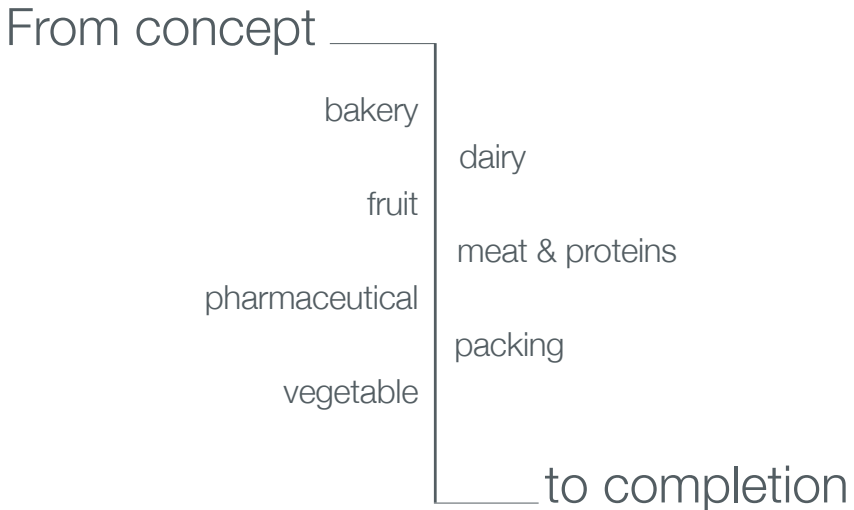 From concept
bakery
dairy
fruit
meat & proteins
pharmaceutical
packing
vegetable
to completion